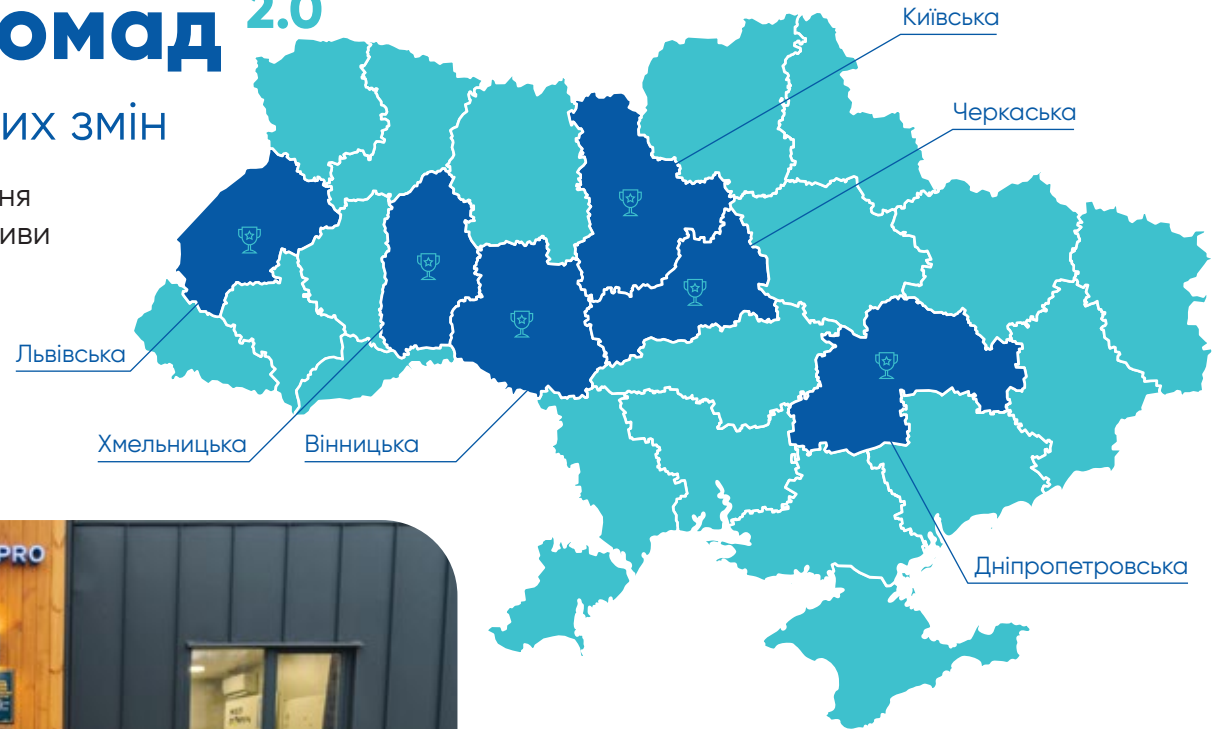 омад 2.0
их змін
ня
иви
Київська
Черкаська
Львівська
Хмельницька
Вінницька
Дніпропетровська
PRO